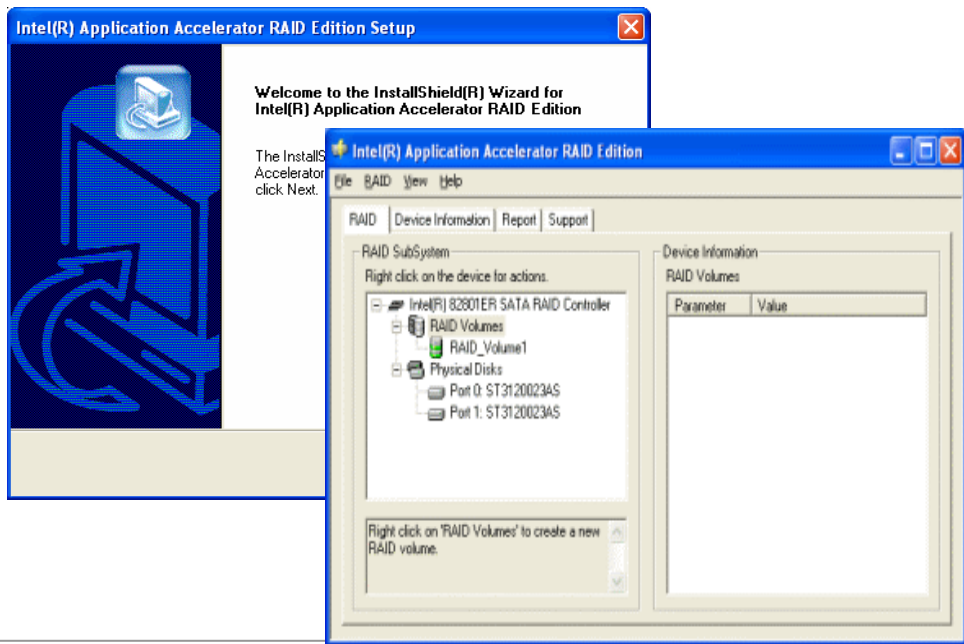 Intel(R) Application Accelerator RAID Edition Setup
Welcome to the InstallShield(R) Wizard for
Intel(R) Application Accelerator RAID Edition
The InstallS
Accelerator
click Next.
Intel(R) Application Accelerator RAID Edition
File RAID View Help
RAID Device Information Report Support
RAID SubSystem
Right click on the device for actions.
Intel(R) 82801ER SATA RAID Controller
RAID Volumes
RAID_Volume1
Physical Disks
Port 0: ST3120023AS
Port 1: ST3120023AS
Right click on 'RAID Volumes' to create a new
RAID volume.
Device Information
RAID Volumes
Parameter Value